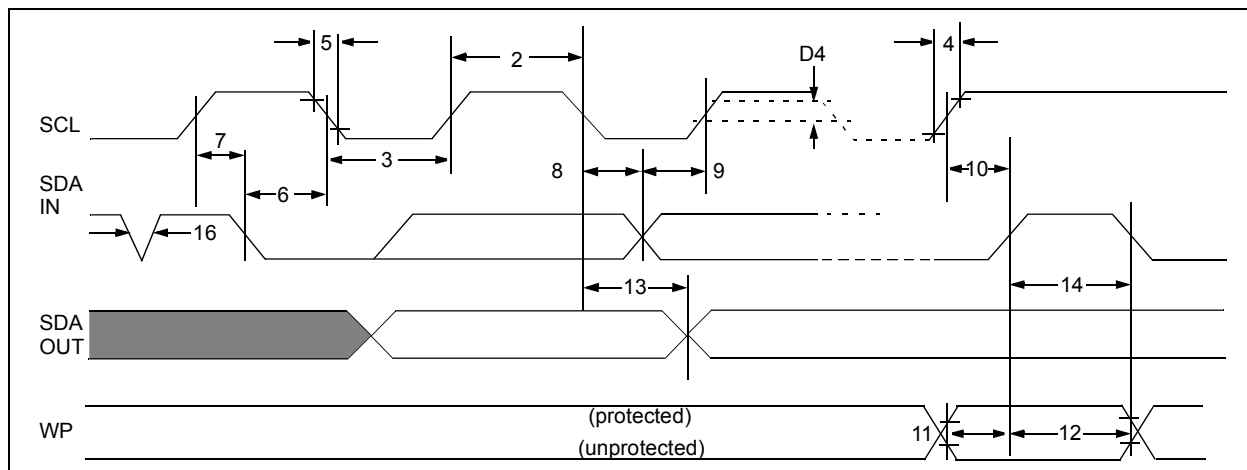 5
2
D4
4
SCL
7
3
8
9
10
SDA
IN
6
16
13
14
SDA
OUT
WP
(protected)
(unprotected)
11
12